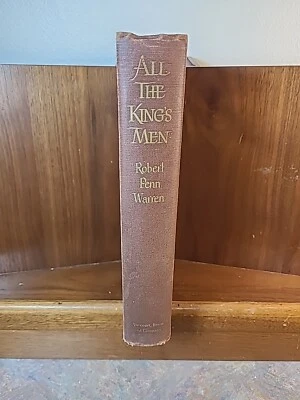 ALL
THE
KING'S
MEN
Robert
Penn
Warren